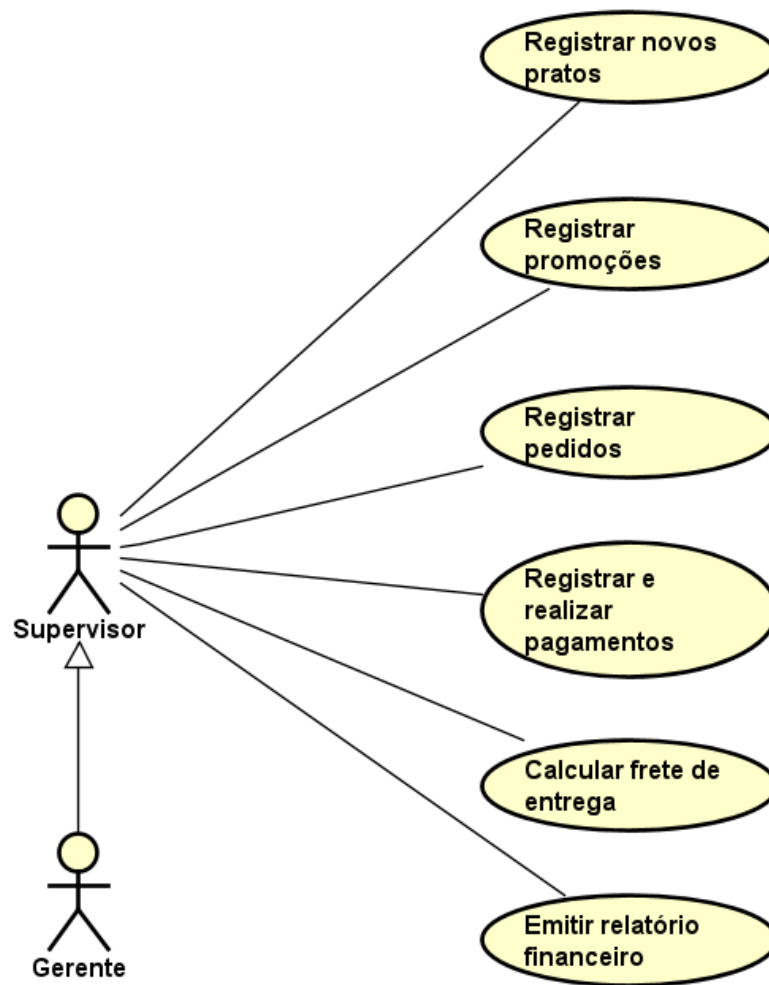 Registrar novos
pratos
Registrar
promoções
Registrar
pedidos
Supervisor
Registrar e
realizar
pagamentos
Calcular frete de
entrega
Gerente
Emitir relatório
financeiro